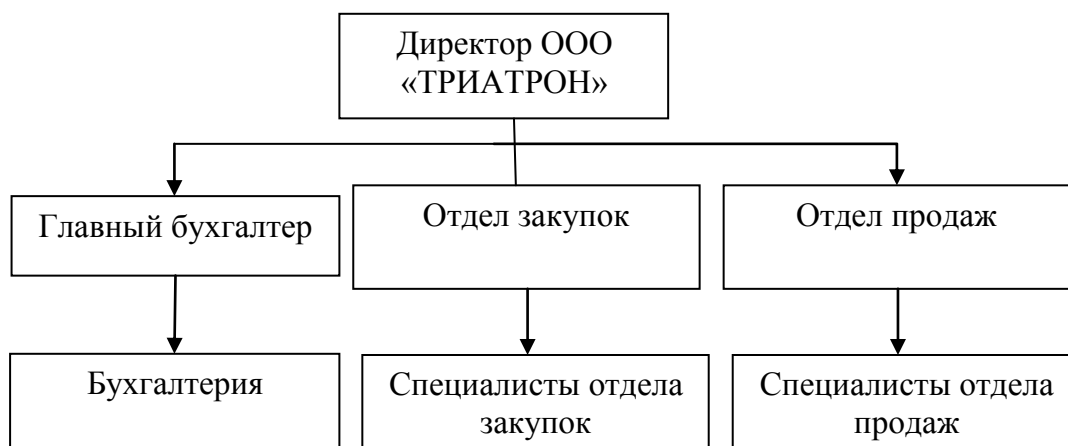 Директор ООО
«ТРИАТРОН»
Главный бухгалтер
Отдел закупок
Отдел продаж
Бухгалтерия
Специалисты отдела
закупок
Специалисты отдела
продаж